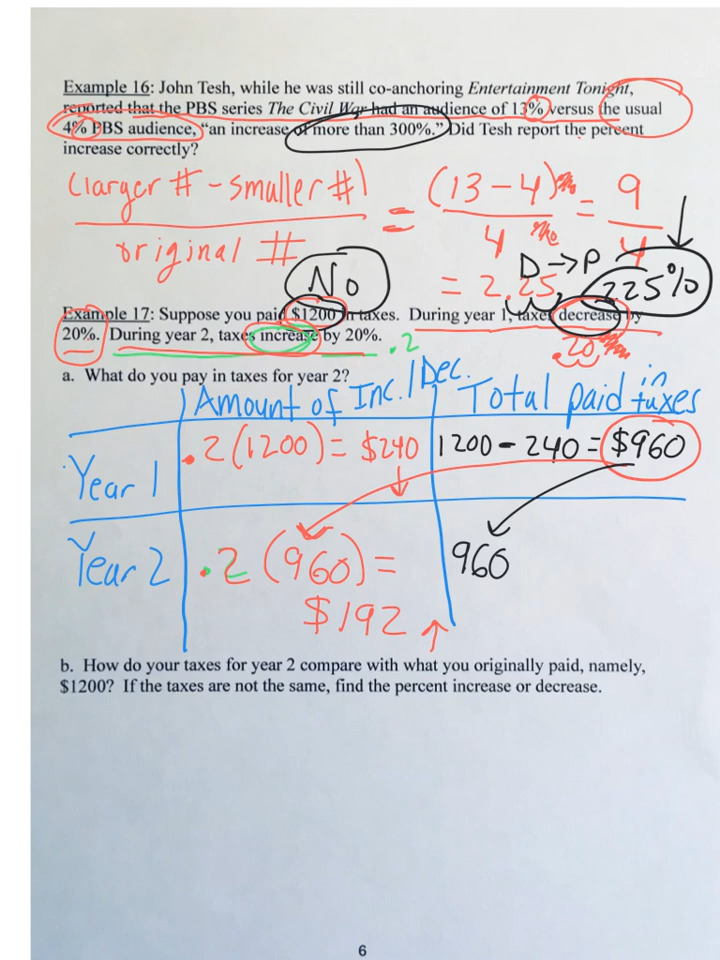 Example 16: John Tesh, while he was still co-anchoring Entertainment Tonight,
reported that the PBS series The Civil War had an audience of 13% versus the usual
4% PBS audience, "an increase of more than 300%." Did Tesh report the percent
increase correctly?
(larger # - smaller #)
original #
= (13 - 4)%
4 %
= 9
4
No
D → P
= 2.25, 225%
Example 17: Suppose you paid $1200 in taxes. During year 1, taxes decrease by
20%. During year 2, taxes increase by 20%.
.2
.20%
a. What do you pay in taxes for year 2?
Amount of Inc./Dec.
Total paid in taxes
Year 1
.2(1200) = $240
1200 - 240 = $960
Year 2
.2(960) =
$192
960
b. How do your taxes for year 2 compare with what you originally paid, namely,
$1200? If the taxes are not the same, find the percent increase or decrease.
6